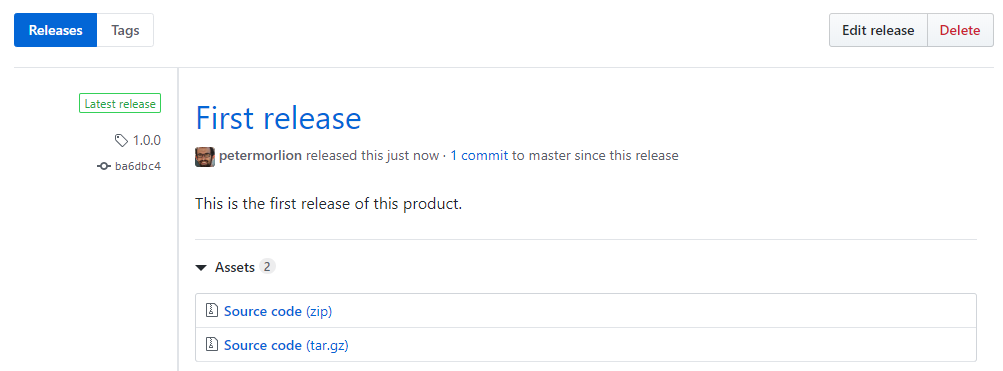 Releases Tags Edit release Delete
Latest release
1.0.0
ba6dbc4
First release
petermorlion released this just now · 1 commit to master since this release
This is the first release of this product.
Assets 2
Source code (zip)
Source code (tar.gz)